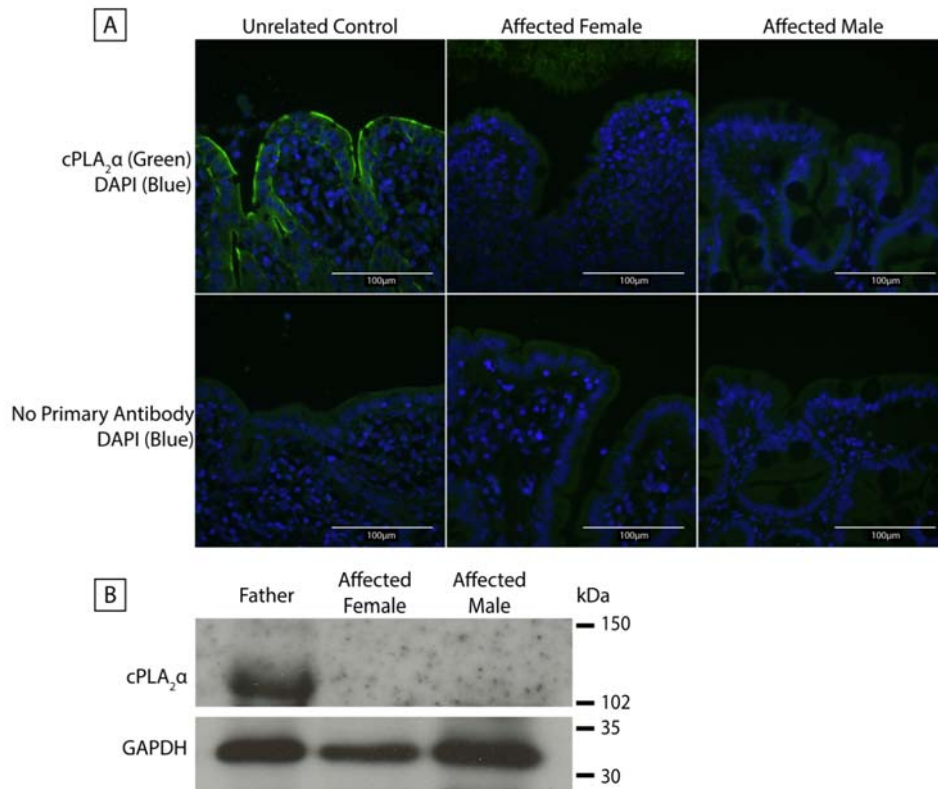 A
Unrelated Control
Affected Female
Affected Male
cPLA₂α (Green)
DAPI (Blue)
100µm
100µm
100µm
No Primary Antibody
DAPI (Blue)
100µm
100µm
100µm
B
Father
Affected
Female
Affected
Male
kDa
cPLA₂α
150
102
GAPDH
35
30